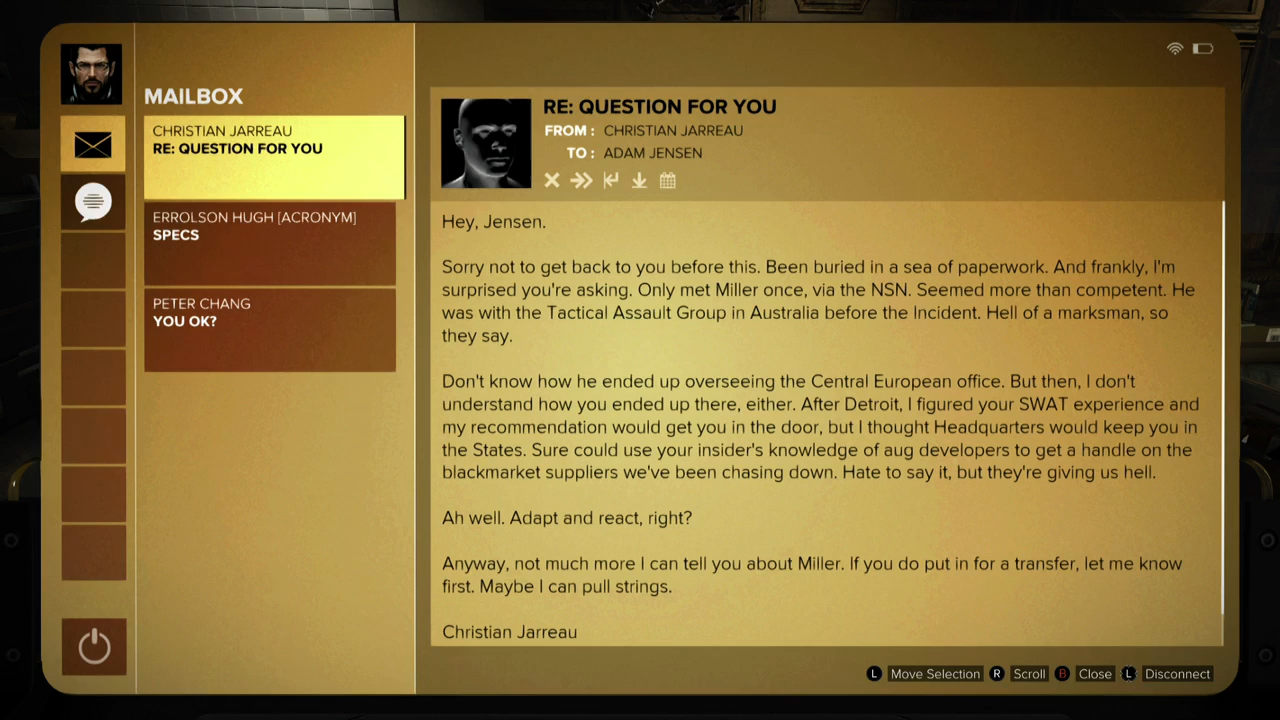 MAILBOX
CHRISTIAN JARREAU
RE: QUESTION FOR YOU
ERROLSON HUGH [ACRONYM]
SPECS
PETER CHANG
YOU OK?
RE: QUESTION FOR YOU
FROM : CHRISTIAN JARREAU
TO : ADAM JENSEN
Hey, Jensen.
Sorry not to get back to you before this. Been buried in a sea of paperwork. And frankly, I'm
surprised you're asking. Only met Miller once, via the NSN. Seemed more than competent. He
was with the Tactical Assault Group in Australia before the Incident. Hell of a marksman, so
they say.
Don't know how he ended up overseeing the Central European office. But then, I don't
understand how you ended up there, either. After Detroit, I figured your SWAT experience and
my recommendation would get you in the door, but I thought Headquarters would keep you in
the States. Sure could use your insider's knowledge of aug developers to get a handle on the
blackmarket suppliers we've been chasing down. Hate to say it, but they're giving us hell.
Ah well. Adapt and react, right?
Anyway, not much more I can tell you about Miller. If you do put in for a transfer, let me know
first. Maybe I can pull strings.
Christian Jarreau
L Move Selection R Scroll B Close L Disconnect